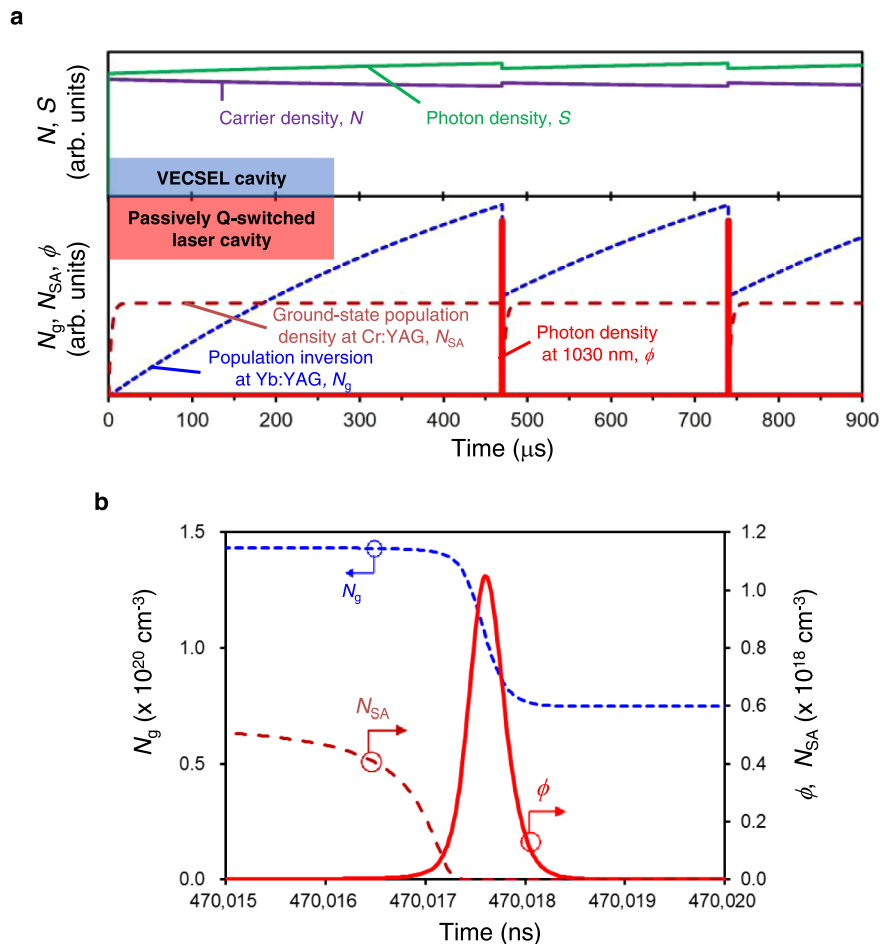 a
N, S
(arb. units)
Carrier density, N
Photon density, S
VECSEL cavity
Passively Q-switched
laser cavity
Ng, NSA, ϕ
(arb. units)
Ground-state population
density at Cr:YAG, NSA
Population inversion
at Yb:YAG, Ng
Photon density
at 1030 nm, ϕ
0 100 200 300 400 500 600 700 800 900
Time (μs)
b
1.5
1.0
0.5
0.0
Ng (x 10²⁰ cm⁻³)
Ng
NSA
ϕ
1.2
1.0
0.8
0.6
0.4
0.2
0.0
ϕ, NSA (x 10¹⁸ cm⁻³)
470,015 470,016 470,017 470,018 470,019 470,020
Time (ns)